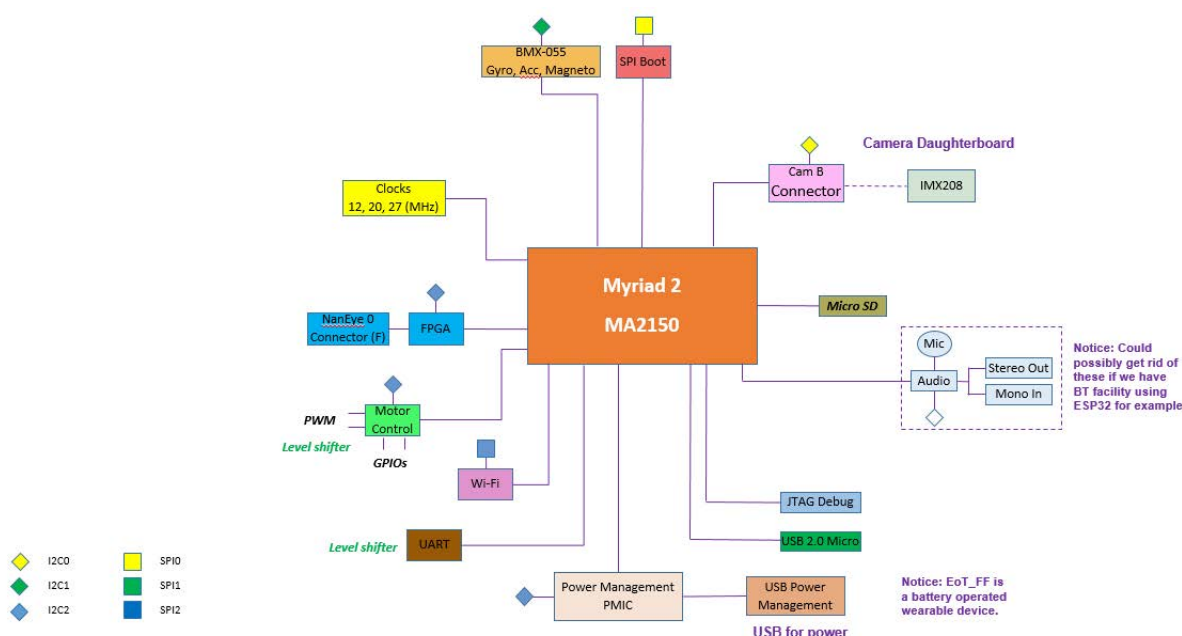 BMX-055
Gyro, Acc, Magneto
SPI Boot
Camera Daughterboard
Cam B
Connector
IMX208
Clocks
12, 20, 27 (MHz)
Myriad 2
MA2150
Micro SD
NanEye 0
Connector (F)
FPGA
Mic
Audio
Stereo Out
Mono In
Notice: Could
possibly get rid of
these if we have
BT facility using
ESP32 for example
PWM
Motor
Control
Level shifter
GPIOs
Wi-Fi
JTAG Debug
Level shifter
UART
USB 2.0 Micro
I2C0
SPI0
I2C1
SPI1
I2C2
SPI2
Power Management
PMIC
USB Power
Management
USB for power
Notice: EoT_FF is
a battery operated
wearable device.